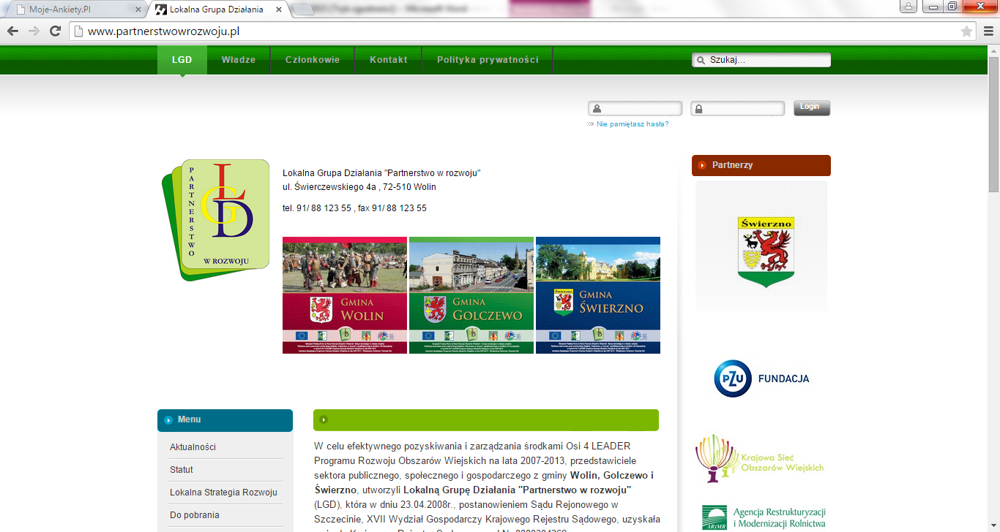 Moje-Ankiety.Pl
Lokalna Grupa Działania
www.partnerstwowrozwoju.pl
LGD
Władze
Członkowie
Kontakt
Polityka prywatności
Szukaj...
Login
Nie pamiętasz hasła?
PARTNERSTWO
LGD
W ROZWOJU
Lokalna Grupa Działania "Partnerstwo w rozwoju"
ul. Świerczewskiego 4a , 72-510 Wolin
tel. 91/ 88 123 55 , fax 91/ 88 123 55
GMINA
WOLIN
GMINA
GOLCZEWO
GMINA
ŚWIERZNO
Partnerzy
Świerzno
PZU FUNDACJA
Krajowa Sieć
Obszarów Wiejskich
ARiMR
Agencja Restrukturyzacji
i Modernizacji Rolnictwa
Menu
Aktualności
Statut
Lokalna Strategia Rozwoju
Do pobrania
W celu efektywnego pozyskiwania i zarządzania środkami Osi 4 LEADER
Programu Rozwoju Obszarów Wiejskich na lata 2007-2013, przedstawiciele
sektora publicznego, społecznego i gospodarczego z gminy Wolin, Golczewo i
Świerzno, utworzyli Lokalną Grupę Działania "Partnerstwo w rozwoju"
(LGD), która w dniu 23.04.2008r., postanowieniem Sądu Rejonowego w
Szczecinie, XVII Wydział Gospodarczy Krajowego Rejestru Sądowego, uzyskała